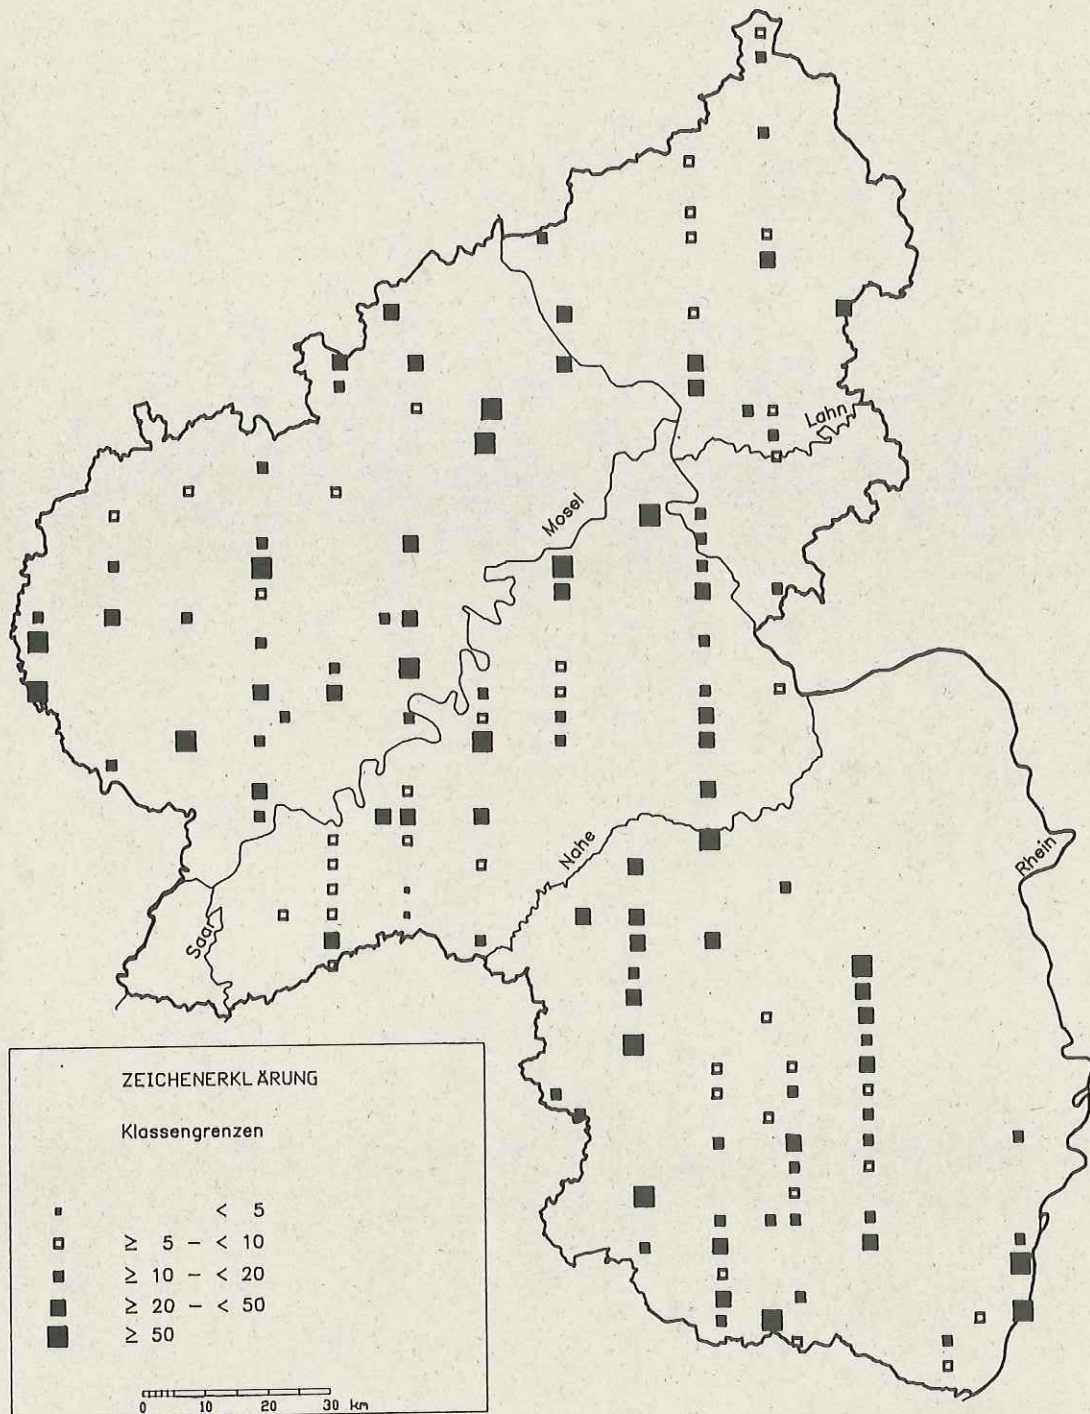 Lahn
Mosel
Nahe
Rhein
Saar
ZEICHENERKLÄRUNG
Klassengrenzen
< 5
≥ 5 - < 10
≥ 10 - < 20
≥ 20 - < 50
≥ 50
0 10 20 30 km